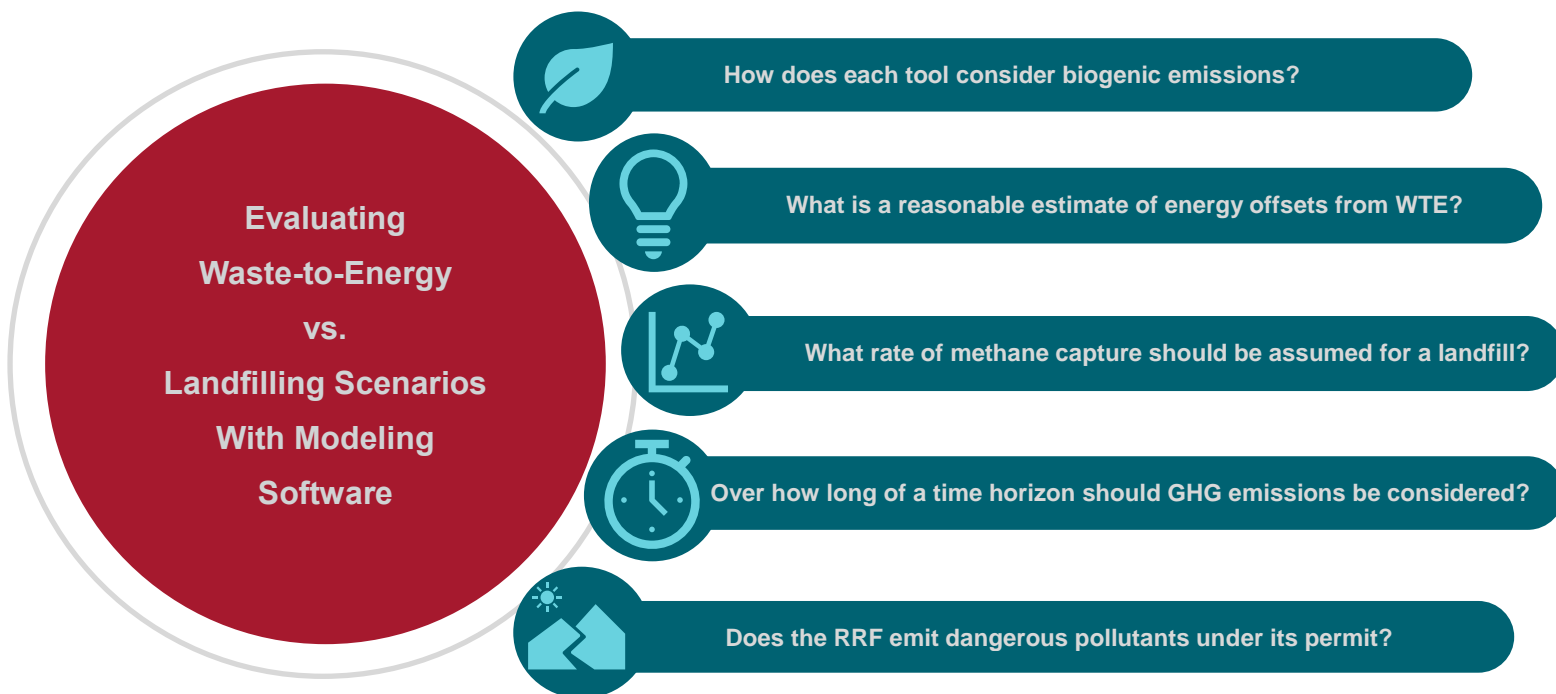 Evaluating
Waste-to-Energy
vs.
Landfilling Scenarios
With Modeling
Software
How does each tool consider biogenic emissions?
What is a reasonable estimate of energy offsets from WTE?
What rate of methane capture should be assumed for a landfill?
Over how long of a time horizon should GHG emissions be considered?
Does the RRF emit dangerous pollutants under its permit?